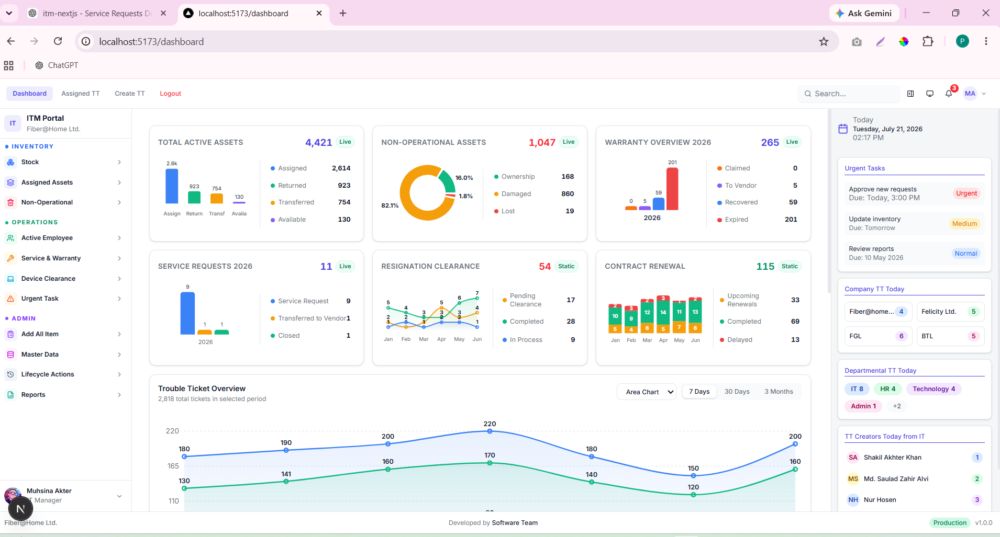 itm-nextjs - Service Requests D
localhost:5173/dashboard
Ask Gemini
localhost:5173/dashboard
P
ChatGPT
Dashboard
Assigned TT
Create TT
Logout
Search...
3
MA
IT
ITM Portal
Fiber@Home Ltd.
INVENTORY
Stock
Assigned Assets
Non-Operational
OPERATIONS
Active Employee
Service & Warranty
Device Clearance
Urgent Task
ADMIN
Add All Item
Master Data
Lifecycle Actions
Reports
Muhsina Akter
IT Manager
N
TOTAL ACTIVE ASSETS
4,421
Live
2.6k
923
754
130
Assign
Return
Transf
Availa
Assigned 2,614
Returned 923
Transferred 754
Available 130
NON-OPERATIONAL ASSETS
1,047
Live
16.0%
1.8%
82.1%
Ownership 168
Damaged 860
Lost 19
WARRANTY OVERVIEW 2026
265
Live
0
5
59
201
2026
Claimed 0
To Vendor 5
Recovered 59
Expired 201
SERVICE REQUESTS 2026
11
Live
9
1
1
2026
Service Request 9
Transferred to Vendor 1
Closed 1
RESIGNATION CLEARANCE
54
Static
5 4 3 2 6 7
2 1 1 5 3 4
1 2 1 2 2 1
Jan Feb Mar Apr May Jun
Pending
Clearance
17
Completed 28
In Process 9
CONTRACT RENEWAL
115
Static
2 3 2 3 1 2
10 9 12 14 11 13
5 4 6 5 7 6
Jan Feb Mar Apr May Jun
Upcoming
Renewals
33
Completed 69
Delayed 13
Trouble Ticket Overview
2,818 total tickets in selected period
Area Chart
7 Days
30 Days
3 Months
220
165
110
180 190 200 220 180 150 200
130 141 160 170 140 120 160
Today
Tuesday, July 21, 2026
02:17 PM
Urgent Tasks
Approve new requests
Due: Today, 3:00 PM
Urgent
Update inventory
Due: Tomorrow
Medium
Review reports
Due: 10 May 2026
Normal
Company TT Today
Fiber@home... 4
Felicity Ltd. 5
FGL 6
BTL 5
Departmental TT Today
IT 8
HR 4
Technology 4
Admin 1
+2
TT Creators Today from IT
SA Shakil Akhter Khan 1
MS Md. Saulad Zahir Alvi 2
NH Nur Hosen 3
Fiber@Home Ltd.
Developed by Software Team
Production
v1.0.0